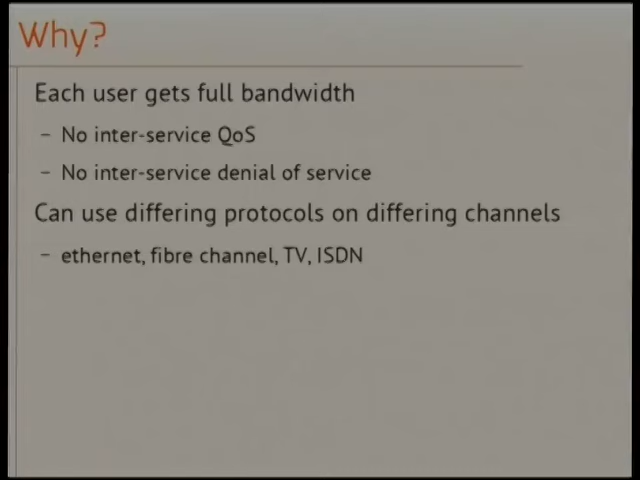 Why?
Each user gets full bandwidth
– No inter-service QoS
– No inter-service denial of service
Can use differing protocols on differing channels
– ethernet, fibre channel, TV, ISDN